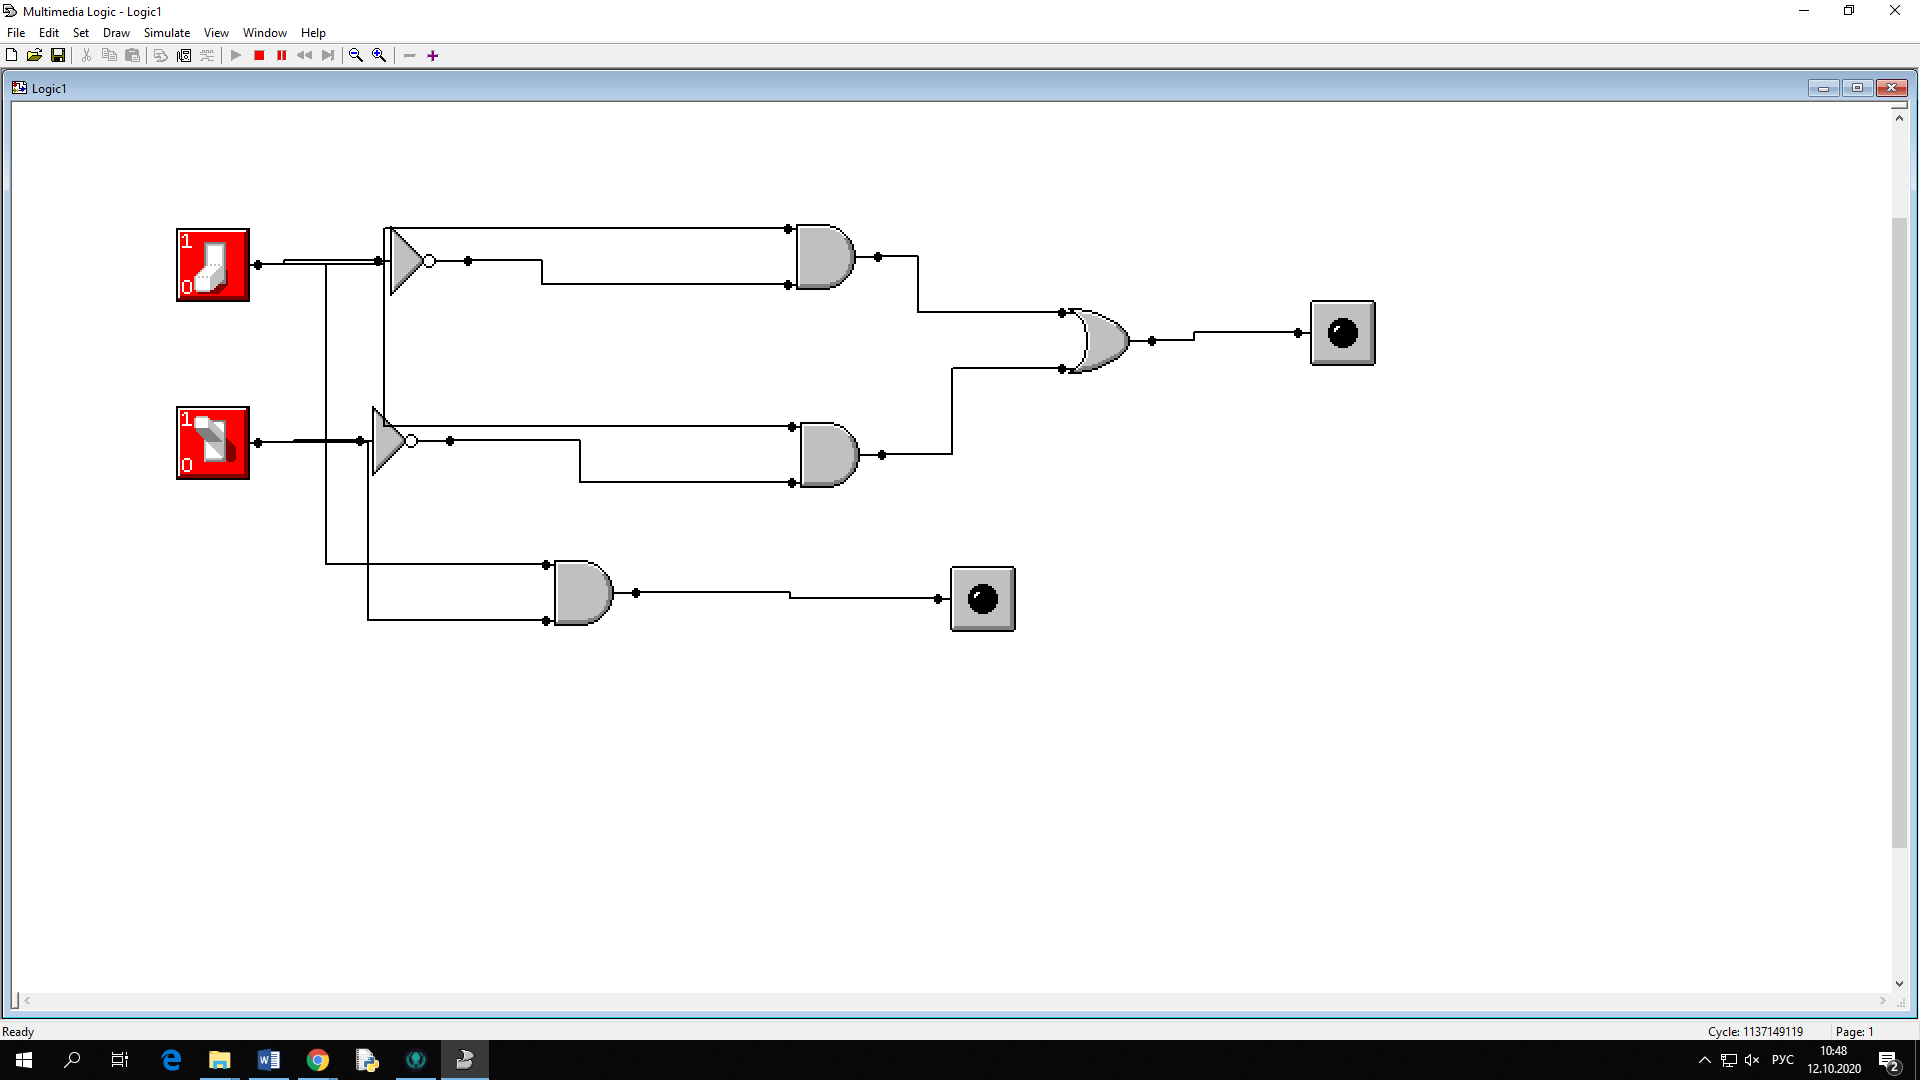 Multimedia Logic - Logic1
File Edit Set Draw Simulate View Window Help
Logic1
1
0
1
0
Ready
Cycle: 1137149119 Page: 1
РУС
10:48
12.10.2020
2